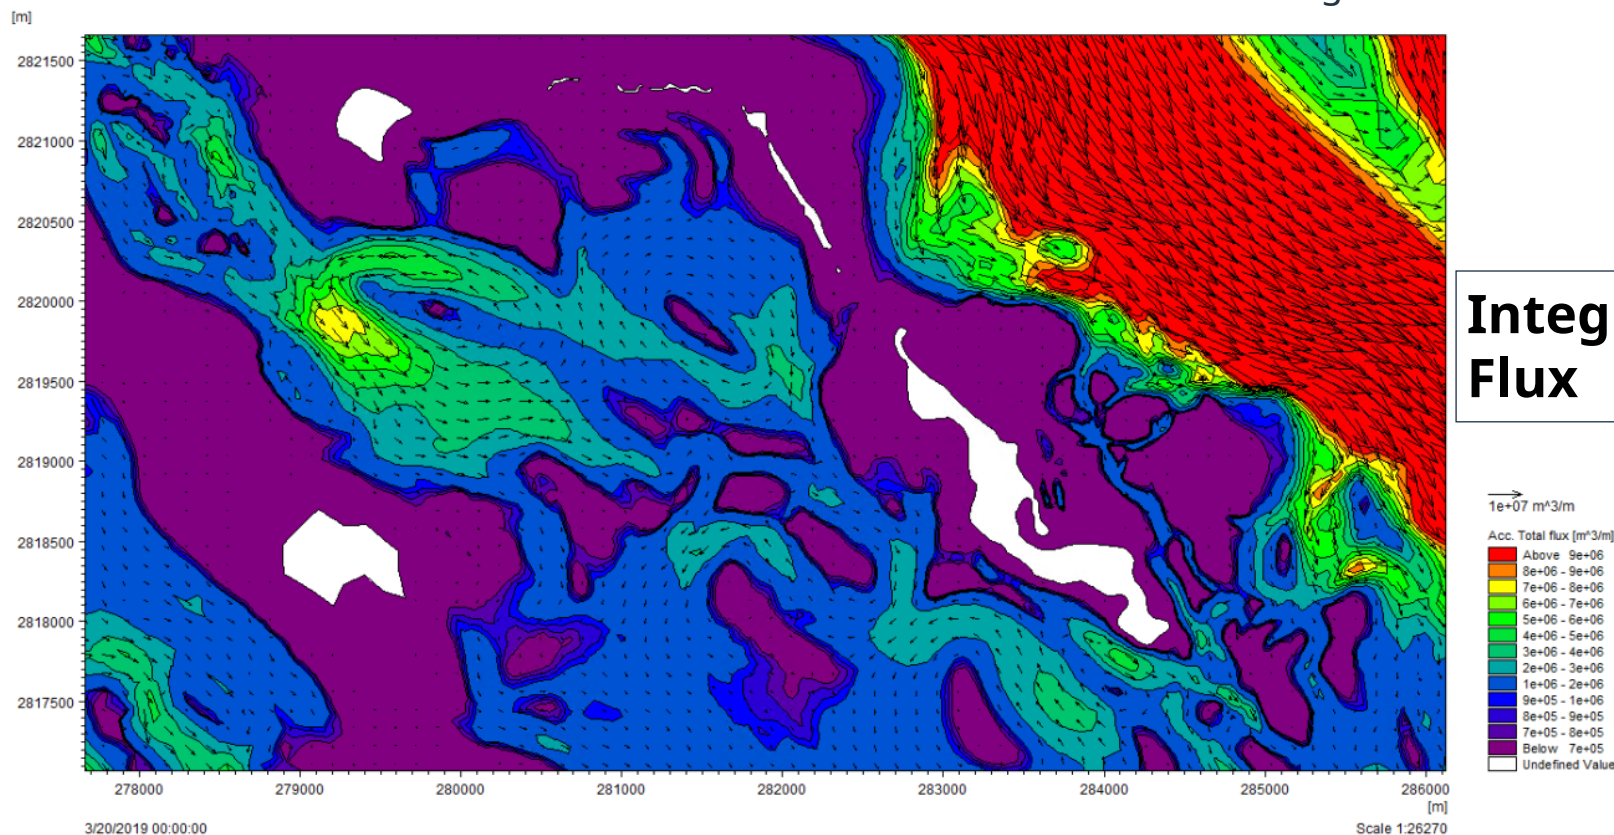 [m]
2821500
2821000
2820500
2820000
2819500
2819000
2818500
2818000
2817500
278000 279000 280000 281000 282000 283000 284000 285000 286000
[m]
3/20/2019 00:00:00
Scale 1:26270
Integ
Flux
1e+07 m^3/m
Acc. Total flux [m^3/m]
Above 9e+06
8e+06 - 9e+06
7e+06 - 8e+06
6e+06 - 7e+06
5e+06 - 6e+06
4e+06 - 5e+06
3e+06 - 4e+06
2e+06 - 3e+06
1e+06 - 2e+06
9e+05 - 1e+06
8e+05 - 9e+05
7e+05 - 8e+05
Below 7e+05
Undefined Value